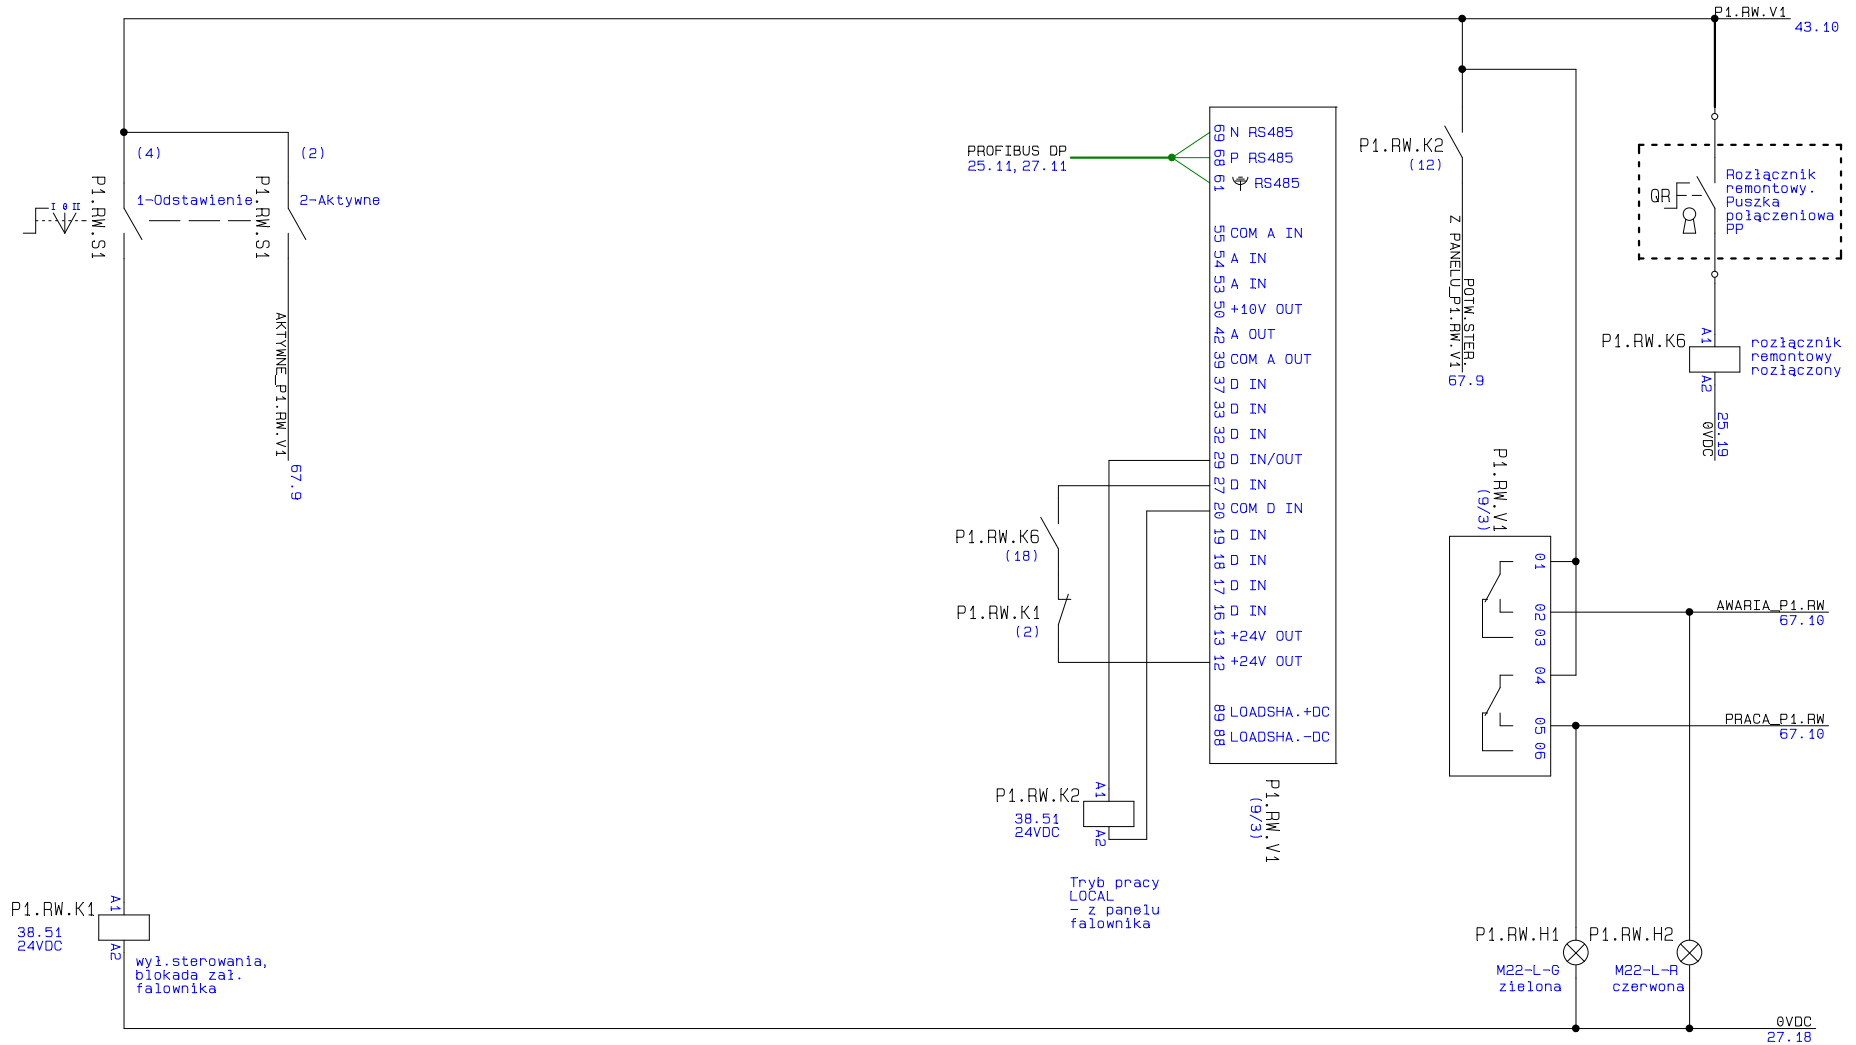 P1.RW.V1
43.10
(4)
(2)
P1.RW.S1
I 0 II
1-Odstawienie
P1.RW.S1
2-Aktywne
AKTYWNE_P1.RW.V1
67.9
P1.RW.K1
38.51
24VDC
A1
A2
wył.sterowania,
blokada zał.
falownika
PROFIBUS DP
25.11,27.11
69 N RS485
68 P RS485
61 RS485
55 COM A IN
54 A IN
53 A IN
50 +10V OUT
42 A OUT
39 COM A OUT
37 D IN
33 D IN
32 D IN
29 D IN/OUT
27 D IN
20 COM D IN
19 D IN
18 D IN
17 D IN
16 D IN
13 +24V OUT
12 +24V OUT
89 LOADSHA.+DC
88 LOADSHA.-DC
P1.RW.V1
(9/3)
P1.RW.K6
(18)
P1.RW.K1
(2)
P1.RW.K2
38.51
24VDC
A1
A2
Tryb pracy
LOCAL
- z panelu
falownika
P1.RW.K2
(12)
POTW.STER.
Z PANELU_P1.RW.V1
67.9
QR
Rozłącznik
remontowy.
Puszka
połączeniowa
PP
P1.RW.K6
A1
A2
rozłącznik
remontowy
rozłączony
25.19
0VDC
P1.RW.V1
(9/3)
01
02
03
04
05
06
AWARIA_P1.RW
67.10
PRACA_P1.RW
67.10
P1.RW.H1
M22-L-G
zielona
P1.RW.H2
M22-L-R
czerwona
0VDC
27.18